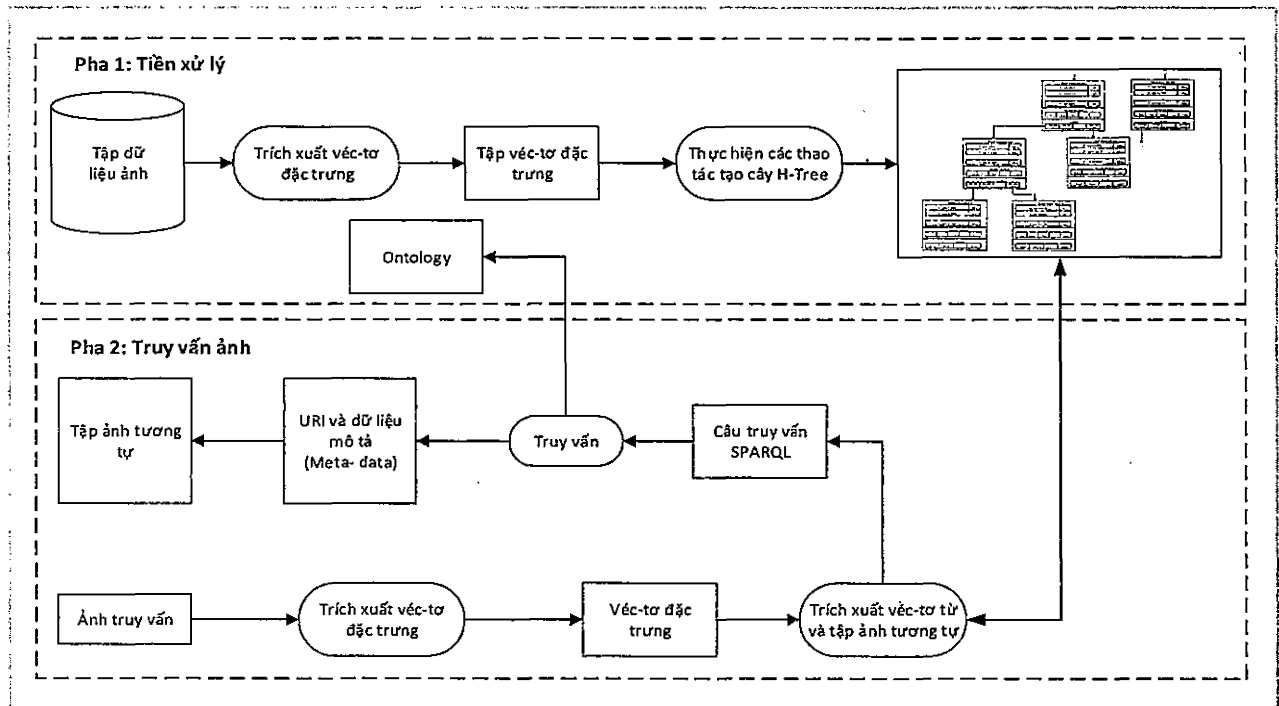 Pha 1: Tiền xử lý
Tập dữ
liệu ảnh
Trích xuất véc-tơ
đặc trưng
Tập véc-tơ đặc
trưng
Thực hiện các thao
tác tạo cây H-Tree
Ontology
Pha 2: Truy vấn ảnh
Tập ảnh tương
tự
URI và dữ liệu
mô tả
(Meta- data)
Truy vấn
Câu truy vấn
SPARQL
Ảnh truy vấn
Trích xuất véc-tơ
đặc trưng
Véc-tơ đặc
trưng
Trích xuất véc-tơ từ
và tập ảnh tương tự